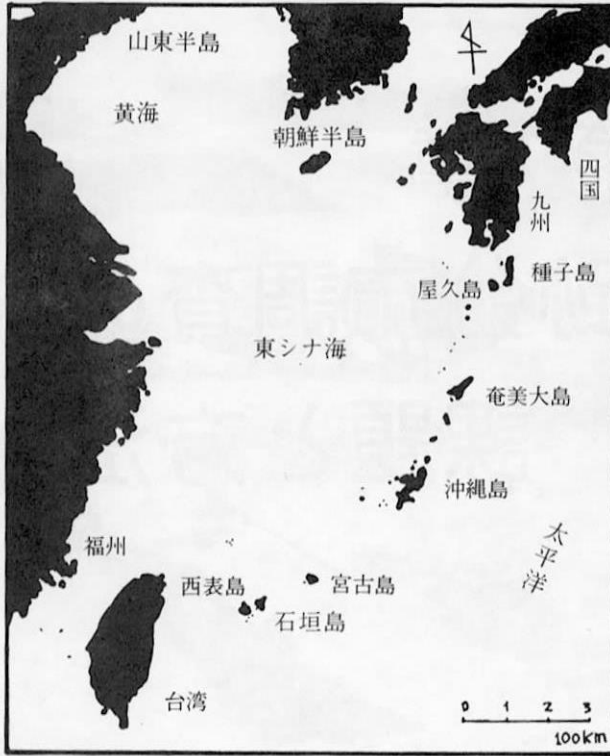 山東半島
黄海
朝鮮半島
四国
九州
種子島
屋久島
東シナ海
奄美大島
沖縄島
太平洋
福州
西表島
宮古島
石垣島
台湾
0 1 2 3
100km